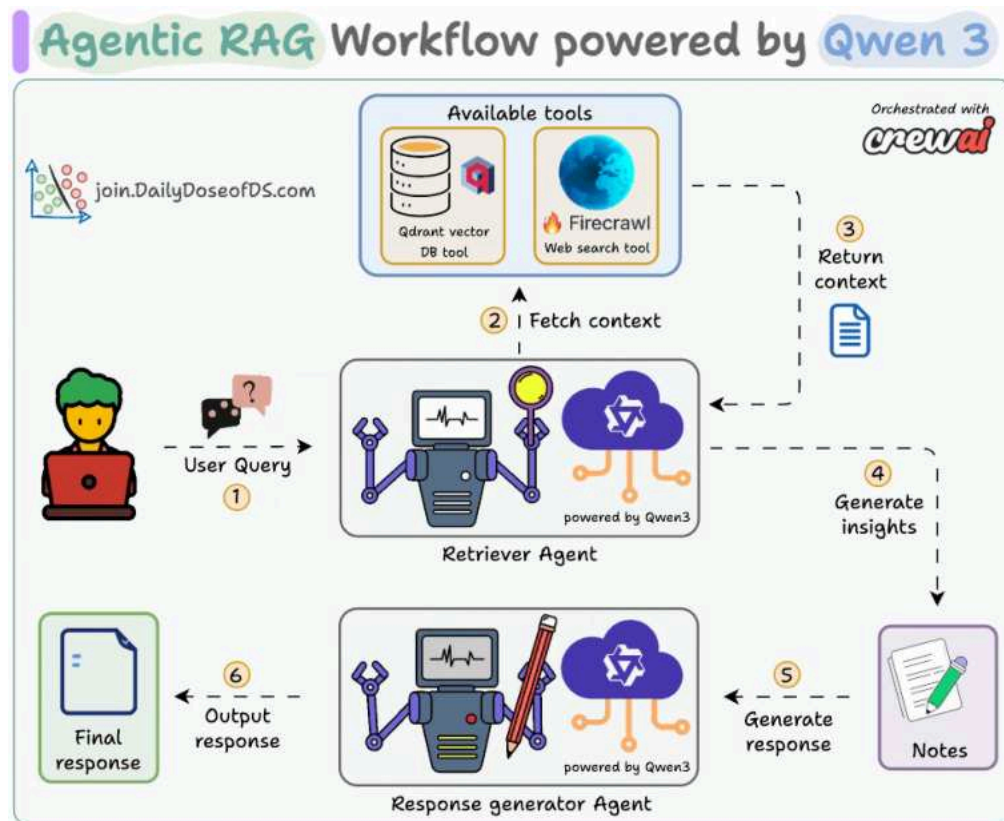 Agentic RAG Workflow powered by Qwen 3
Available tools
Orchestrated with
crewai
join.DailyDoseofDS.com
Qdrant vector
DB tool
Firecrawl
Web search tool
3
Return
context
2 Fetch context
?
User Query
1
powered by Qwen3
Retriever Agent
4
Generate
insights
Final
response
6
Output
response
powered by Qwen3
Response generator Agent
5
Generate
response
Notes